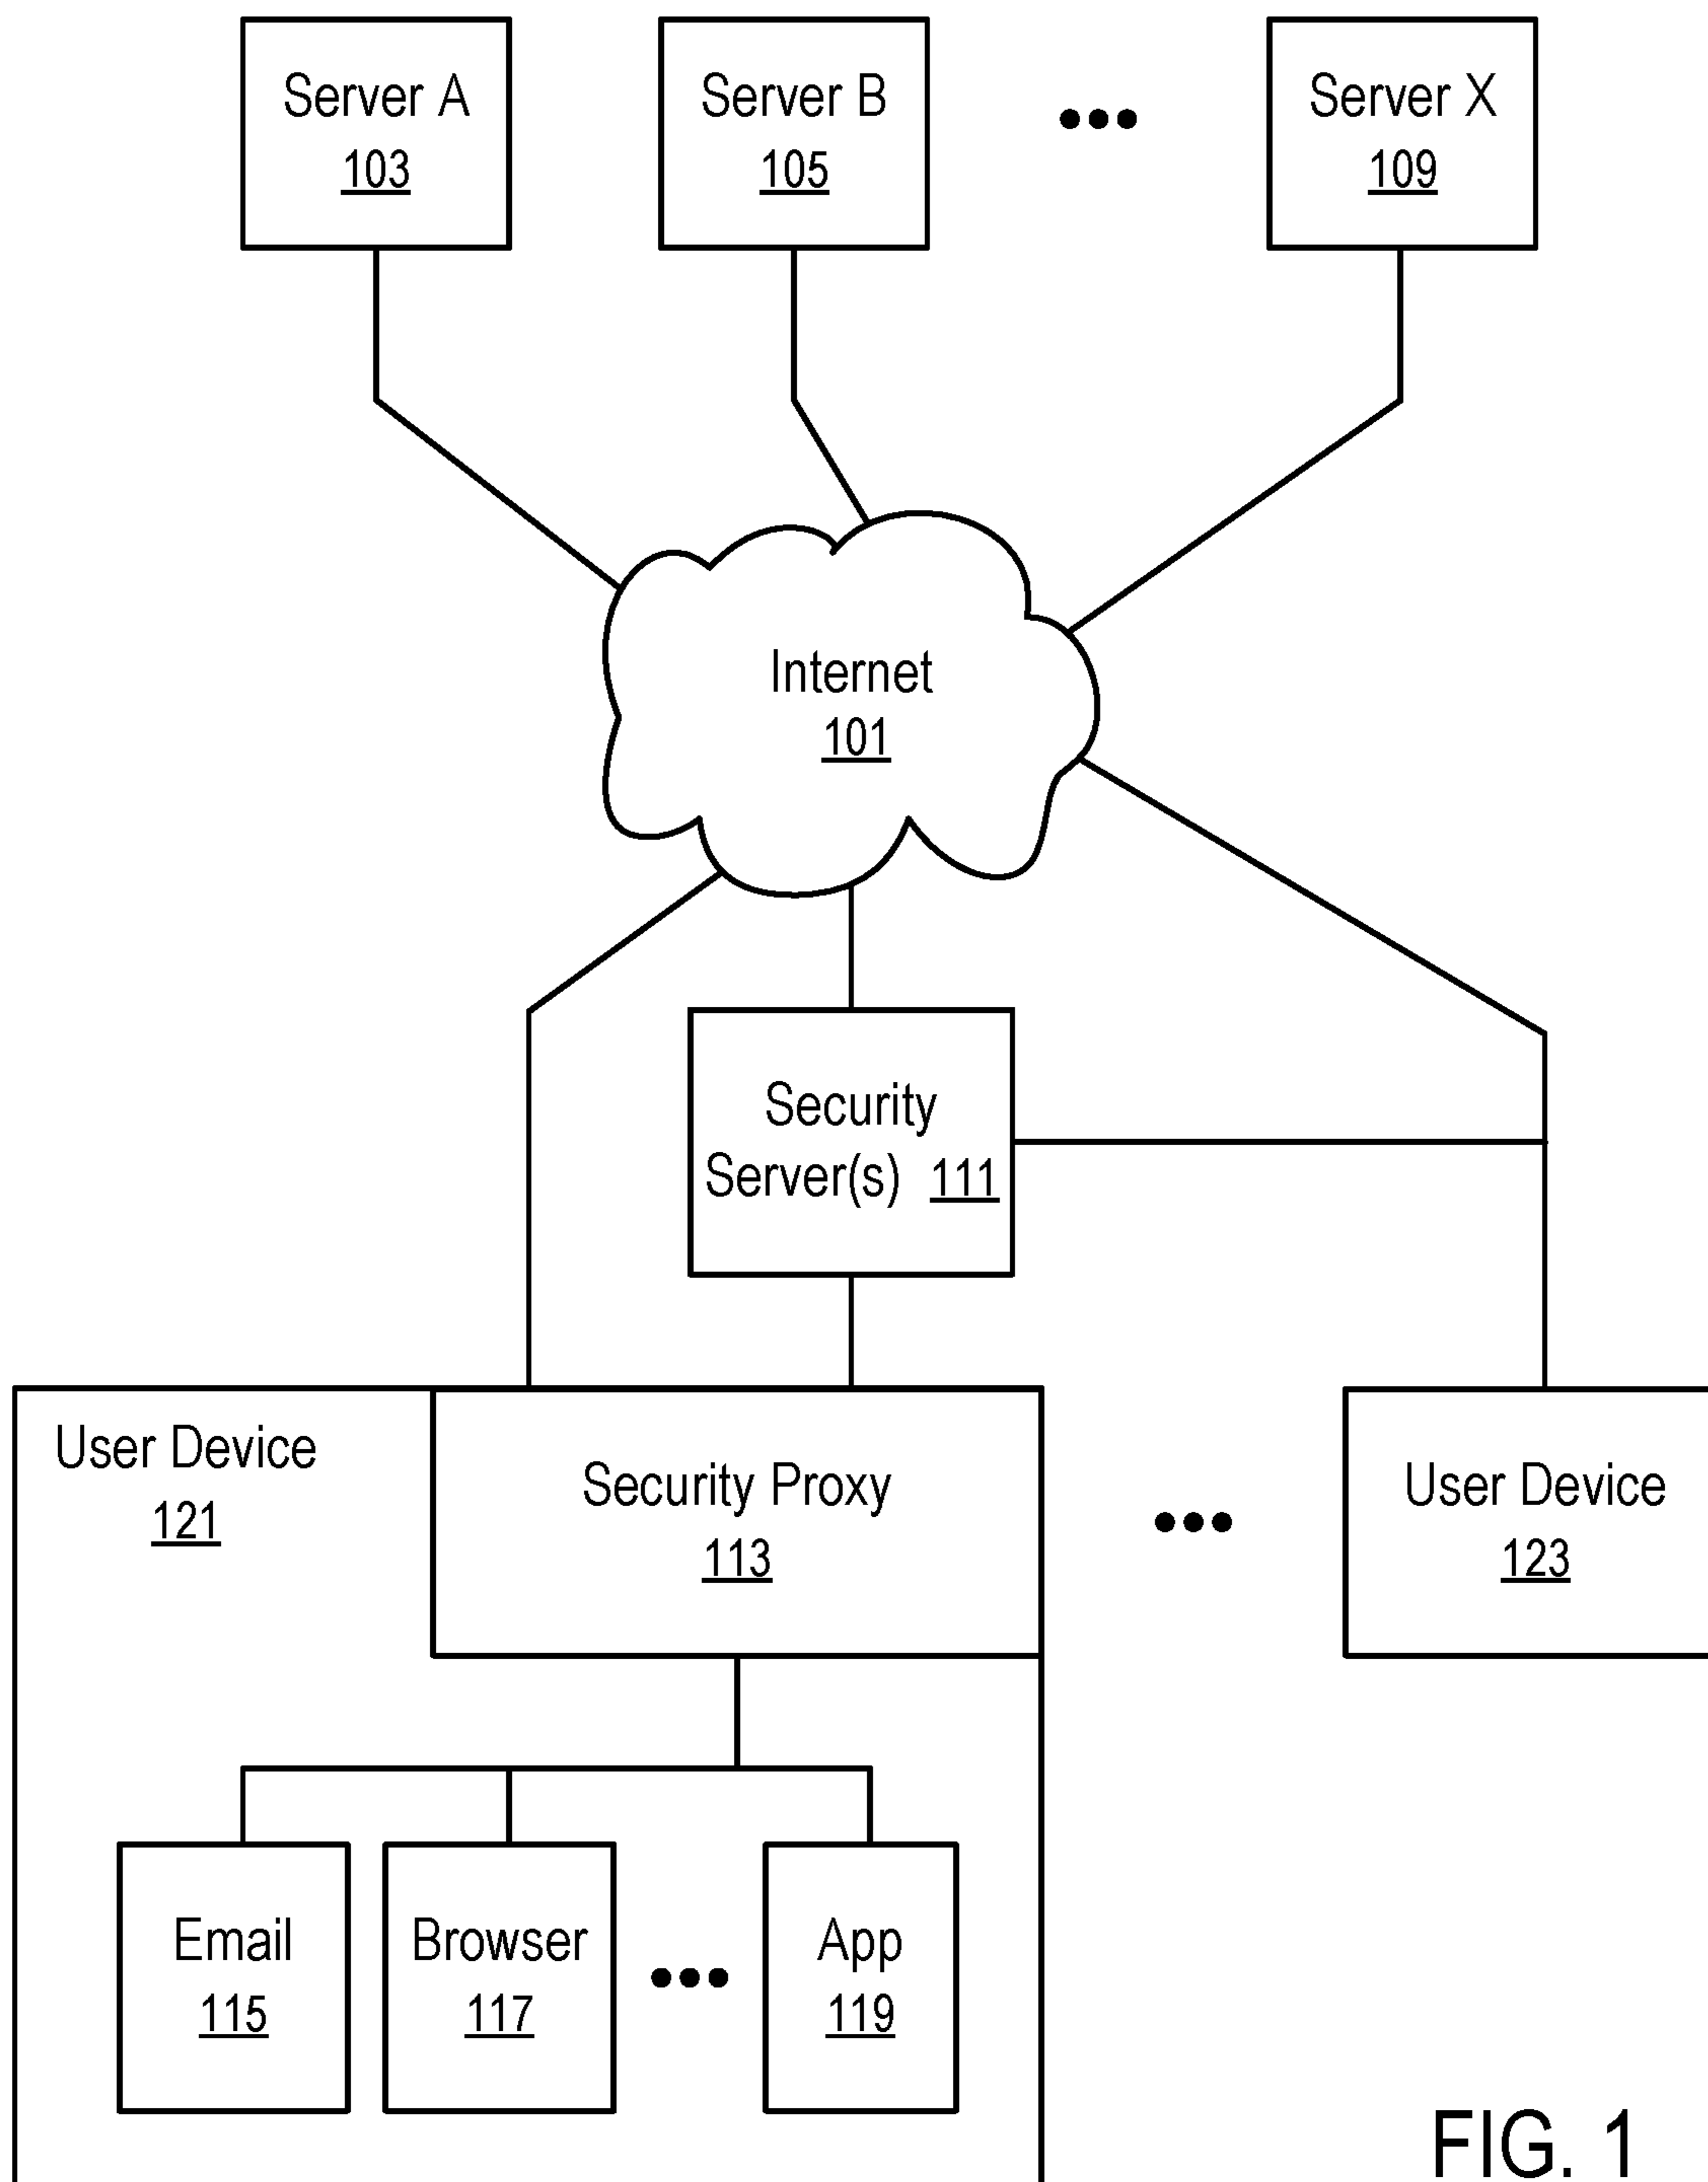 Server A
103
Server B
105
Server X
109
Internet
101
Security
Server(s) 111
User Device
121
Security Proxy
113
User Device
123
Email
115
Browser
117
App
119
FIG. 1